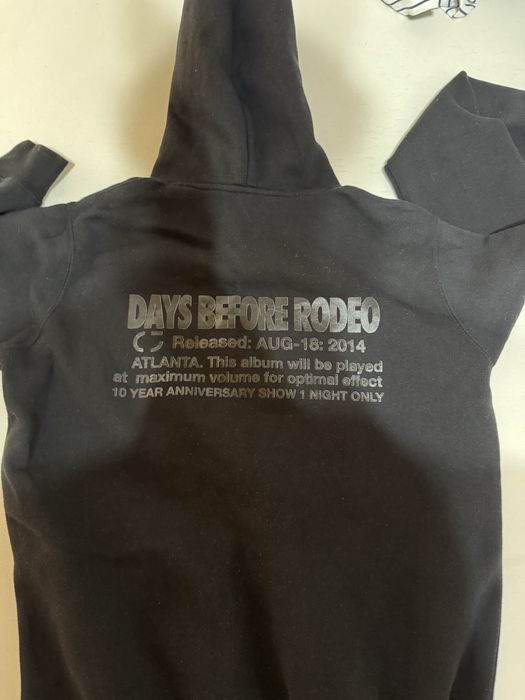 DAYS BEFORE RODEO
Released: AUG-18: 2014
ATLANTA. This album will be played
at maximum volume for optimal effect
10 YEAR ANNIVERSARY SHOW 1 NIGHT ONLY